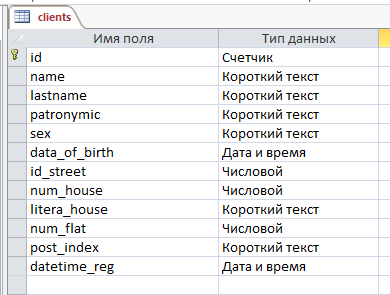 clients
Имя поля Тип данных
id Счетчик
name Короткий текст
lastname Короткий текст
patronymic Короткий текст
sex Короткий текст
data_of_birth Дата и время
id_street Числовой
num_house Числовой
litera_house Короткий текст
num_flat Числовой
post_index Короткий текст
datetime_reg Дата и время